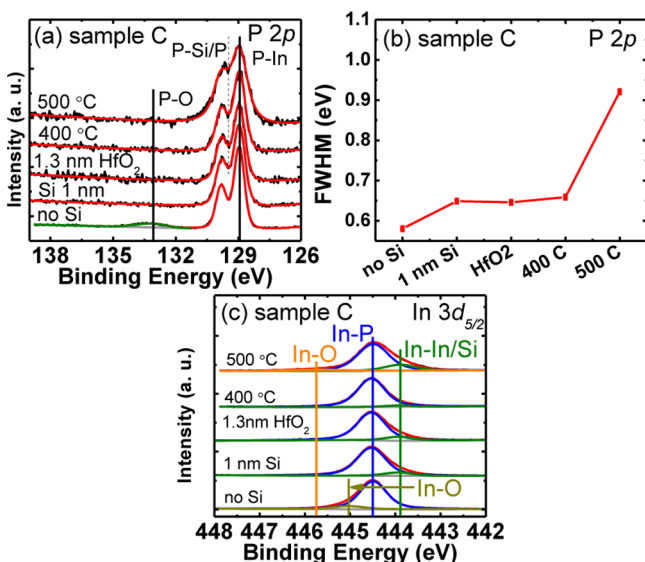 (a) sample C
P 2p
P-Si/P
P-In
P-O
500 °C
400 °C
1.3 nm HfO₂
Si 1 nm
no Si
Intensity (a. u.)
138 135 132 129 126
Binding Energy (eV)
(b) sample C P 2p
FWHM (eV)
1.1
1.0
0.9
0.8
0.7
0.6
no Si
1 nm Si
HfO2
400 C
500 C
(c) sample C In 3d5/2
In-P
In-O
In-In/Si
500 °C
400 °C
1.3nm HfO₂
1 nm Si
In-O
no Si
Intensity (a. u.)
448 447 446 445 444 443 442
Binding Energy (eV)